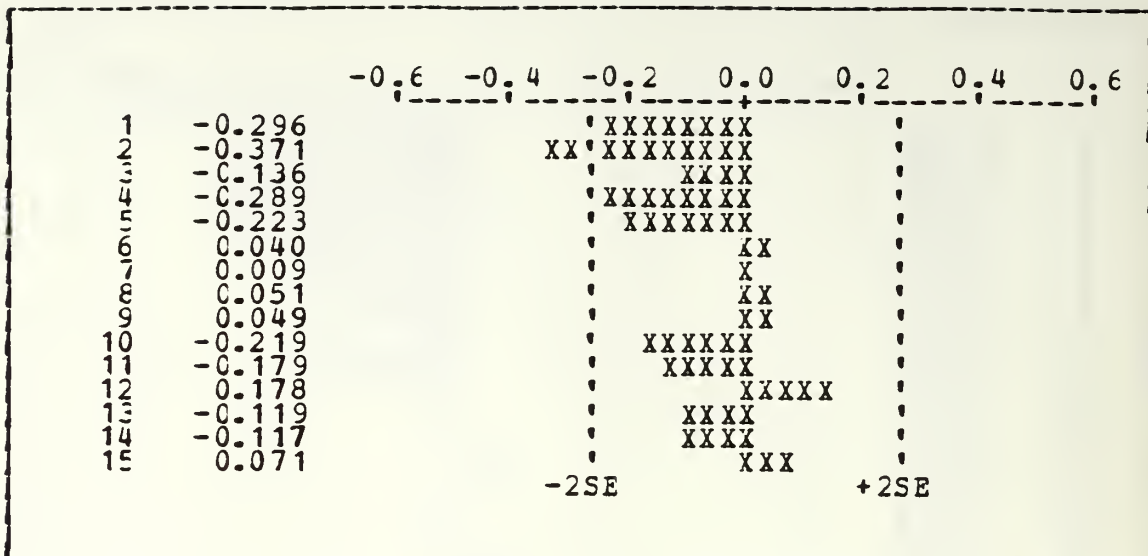 -0.6 -0.4 -0.2 0.0 0.2 0.4 0.6
1 -0.296 XXXXXXXX
2 -0.371 XX XXXXXXXXX
3 -0.136 XXXX
4 -0.289 XXXXXXXX
5 -0.223 XXXXXXX
6 0.040 XX
7 0.009 X
8 0.051 XX
9 0.049 XX
10 -0.219 XXXXXX
11 -0.179 XXXXX
12 0.178 XXXXX
13 -0.119 XXXX
14 -0.117 XXXX
15 0.071 XXX
-2SE +2SE